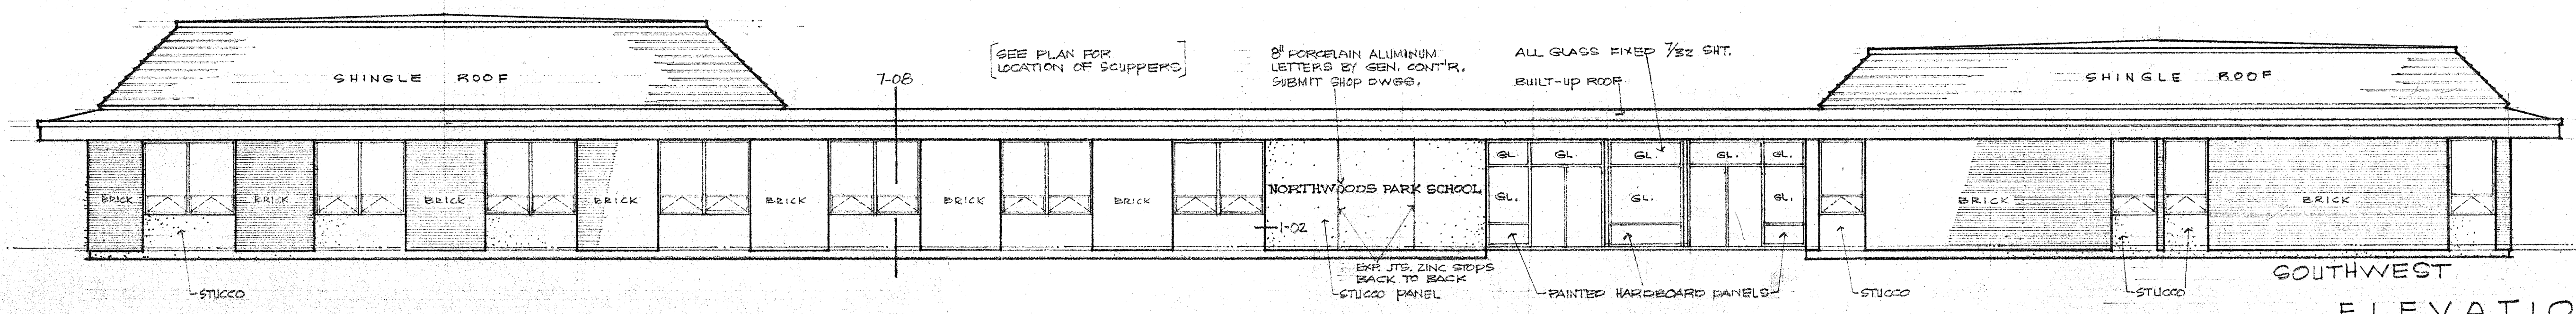 SHINGLE ROOF
7-08
[SEE PLAN FOR
LOCATION OF SCUPPERS]
8" PORCELAIN ALUMINUM
LETTERS BY GEN. CONT'R.
SUBMIT SHOP DWGS.
ALL GLASS FIXED 7/32 SHT.
BUILT-UP ROOF
SHINGLE ROOF
BRICK
BRICK
BRICK
BRICK
BRICK
BRICK
BRICK
NORTHWOODS PARK SCHOOL
1-02
GL.
GL.
GL.
GL.
GL.
GL.
GL.
GL.
BRICK
BRICK
STUCCO
EXP. JTS. ZINC STOPS
BACK TO BACK
STUCCO PANEL
PAINTED HARDBOARD PANELS
STUCCO
STUCCO
SOUTHWEST
ELEVATIO